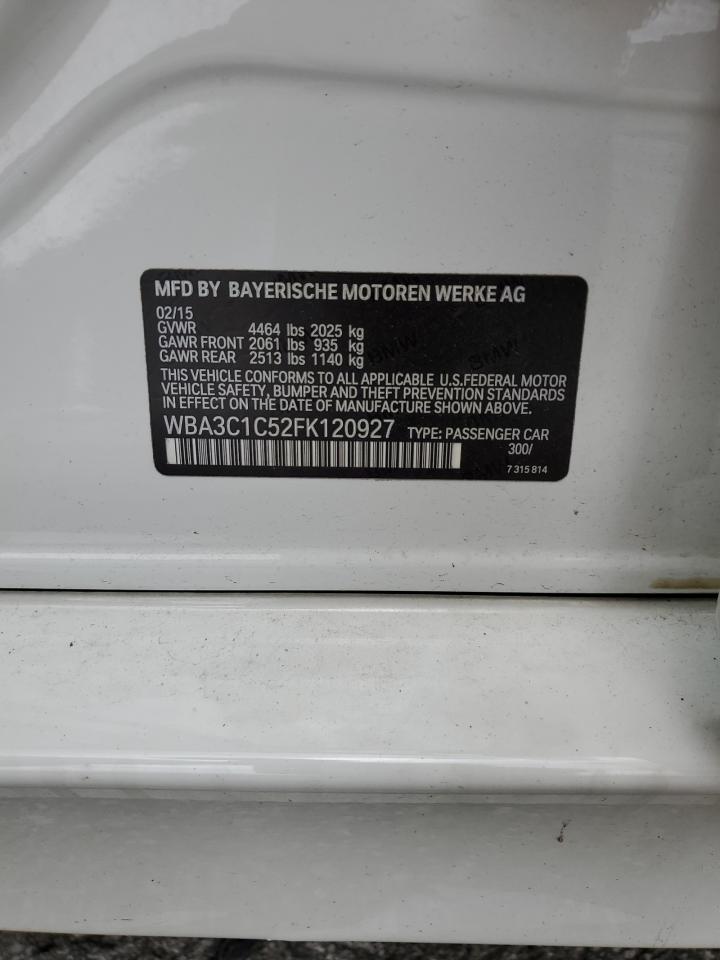 MFD BY BAYERISCHE MOTOREN WERKE AG
02/15
GVWR 4464 lbs 2025 kg
GAWR FRONT 2061 lbs 935 kg
GAWR REAR 2513 lbs 1140 kg
THIS VEHICLE CONFORMS TO ALL APPLICABLE U.S.FEDERAL MOTOR
VEHICLE SAFETY, BUMPER AND THEFT PREVENTION STANDARDS
IN EFFECT ON THE DATE OF MANUFACTURE SHOWN ABOVE.
WBA3C1C52FK120927 TYPE: PASSENGER CAR
300/
7 315 814